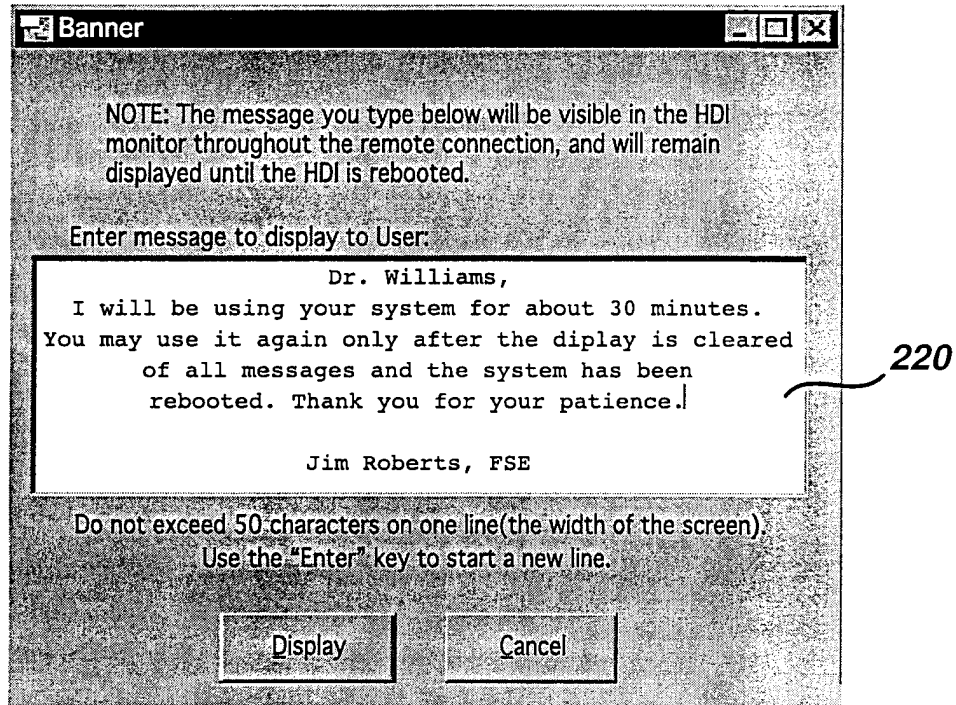 Banner
NOTE: The message you type below will be visible in the HDI
monitor throughout the remote connection, and will remain
displayed until the HDI is rebooted.
Enter message to display to User:
Dr. Williams,
I will be using your system for about 30 minutes.
You may use it again only after the diplay is cleared
of all messages and the system has been
rebooted. Thank you for your patience.
Jim Roberts, FSE
220
Do not exceed 50 characters on one line(the width of the screen).
Use the "Enter" key to start a new line.
Display
Cancel